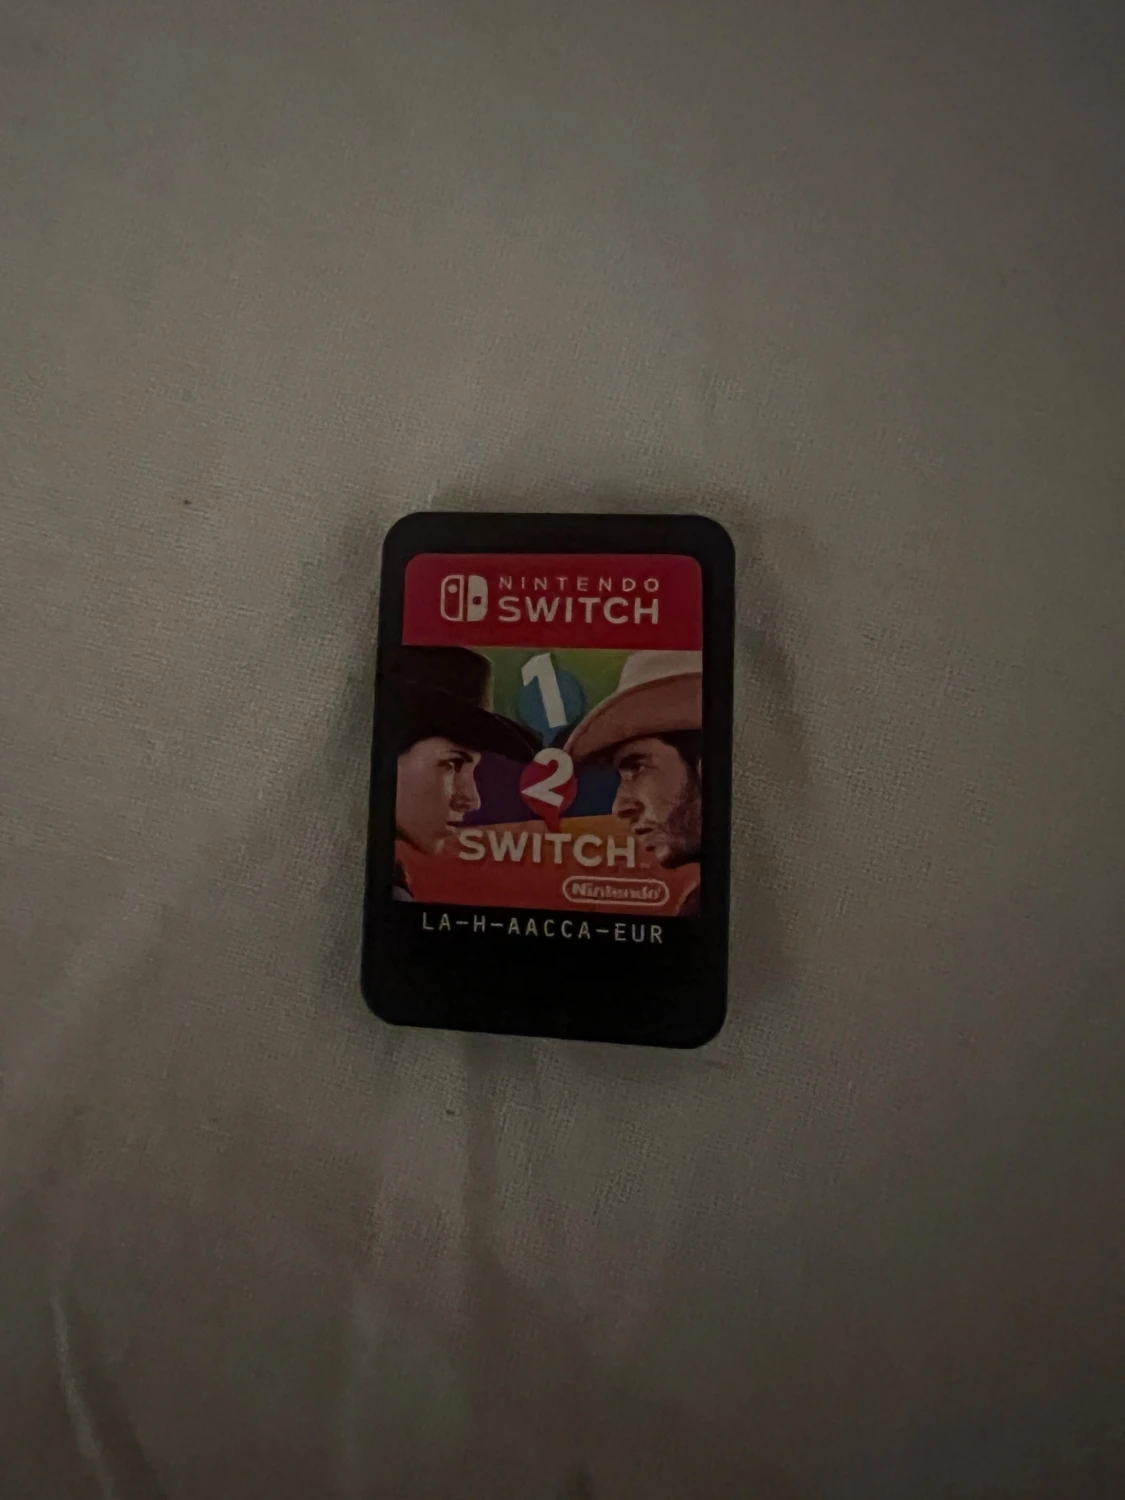 NINTENDO
SWITCH
1
2
SWITCH
Nintendo
LA-H-AACCA-EUR